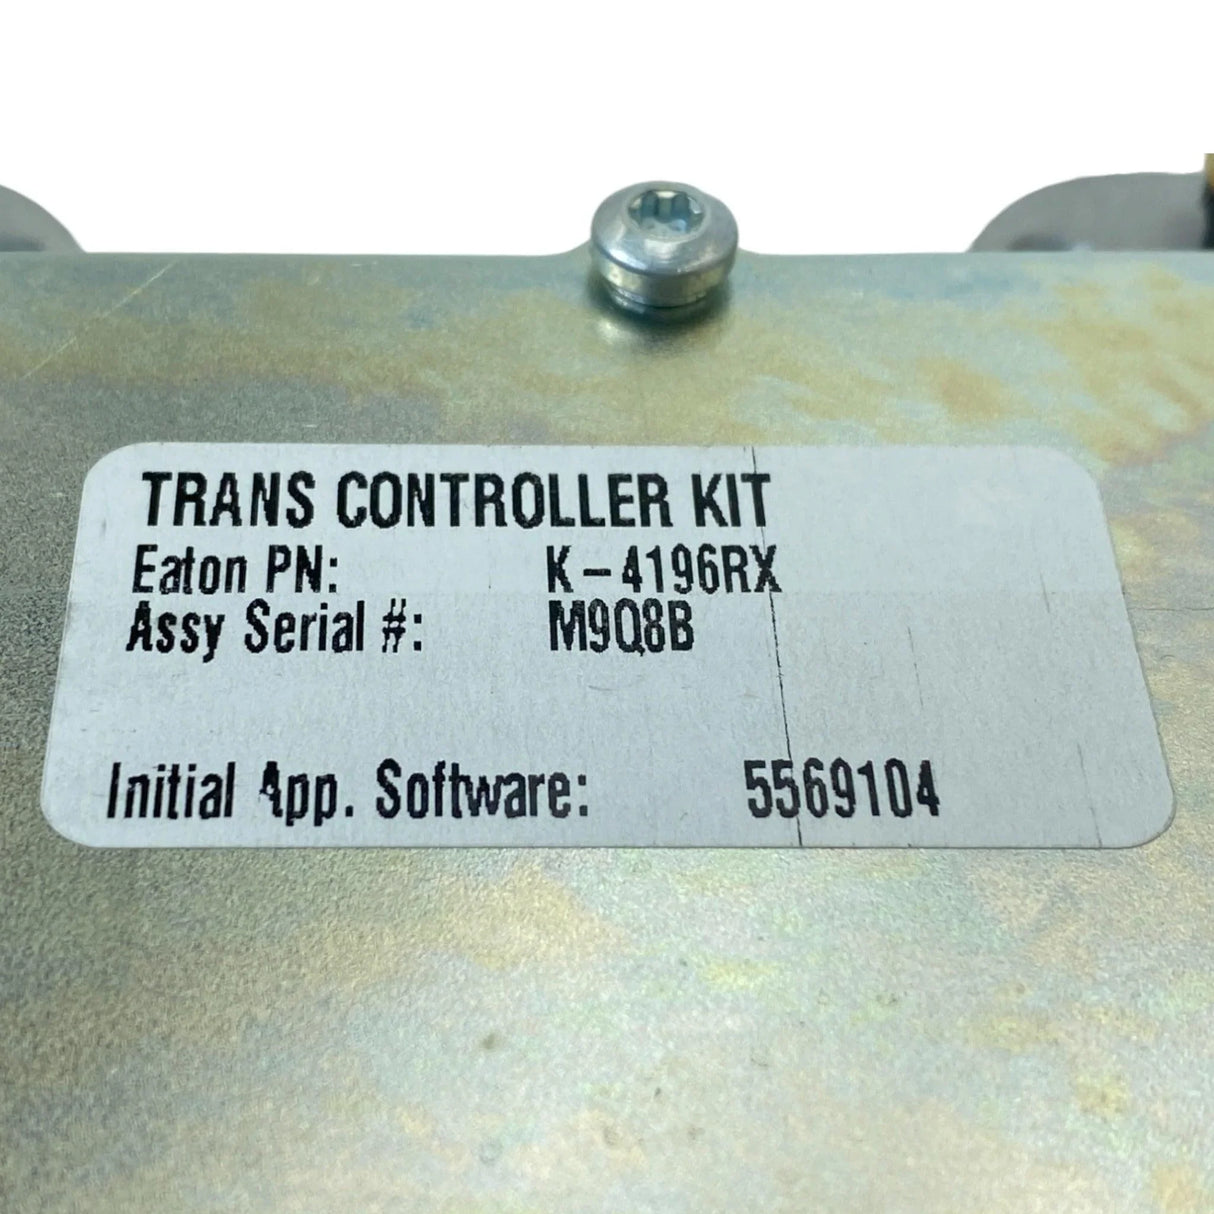 TRANS CONTROLLER KIT
Eaton PN: K-4196RX
Assy Serial #: M9Q8B
Initial App. Software: 5569104